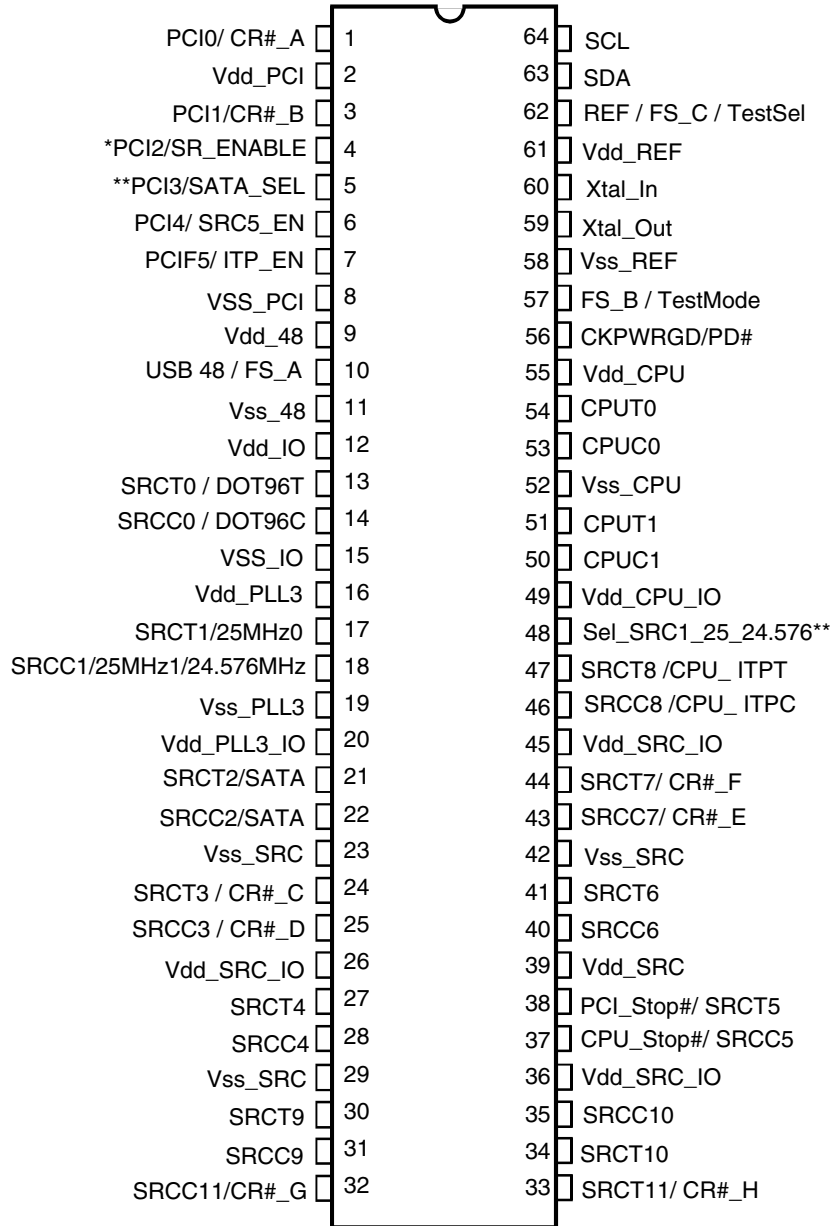 PCI0/ CR#_A 1 64 SCL
Vdd_PCI 2 63 SDA
PCI1/CR#_B 3 62 REF / FS_C / TestSel
*PCI2/SR_ENABLE 4 61 Vdd_REF
**PCI3/SATA_SEL 5 60 Xtal_In
PCI4/ SRC5_EN 6 59 Xtal_Out
PCIF5/ ITP_EN 7 58 Vss_REF
VSS_PCI 8 57 FS_B / TestMode
Vdd_48 9 56 CKPWRGD/PD#
USB 48 / FS_A 10 55 Vdd_CPU
Vss_48 11 54 CPUT0
Vdd_IO 12 53 CPUC0
SRCT0 / DOT96T 13 52 Vss_CPU
SRCC0 / DOT96C 14 51 CPUT1
VSS_IO 15 50 CPUC1
Vdd_PLL3 16 49 Vdd_CPU_IO
SRCT1/25MHz0 17 48 Sel_SRC1_25_24.576**
SRCC1/25MHz1/24.576MHz 18 47 SRCT8 /CPU_ ITPT
Vss_PLL3 19 46 SRCC8 /CPU_ ITPC
Vdd_PLL3_IO 20 45 Vdd_SRC_IO
SRCT2/SATA 21 44 SRCT7/ CR#_F
SRCC2/SATA 22 43 SRCC7/ CR#_E
Vss_SRC 23 42 Vss_SRC
SRCT3 / CR#_C 24 41 SRCT6
SRCC3 / CR#_D 25 40 SRCC6
Vdd_SRC_IO 26 39 Vdd_SRC
SRCT4 27 38 PCI_Stop#/ SRCT5
SRCC4 28 37 CPU_Stop#/ SRCC5
Vss_SRC 29 36 Vdd_SRC_IO
SRCT9 30 35 SRCC10
SRCC9 31 34 SRCT10
SRCC11/CR#_G 32 33 SRCT11/ CR#_H